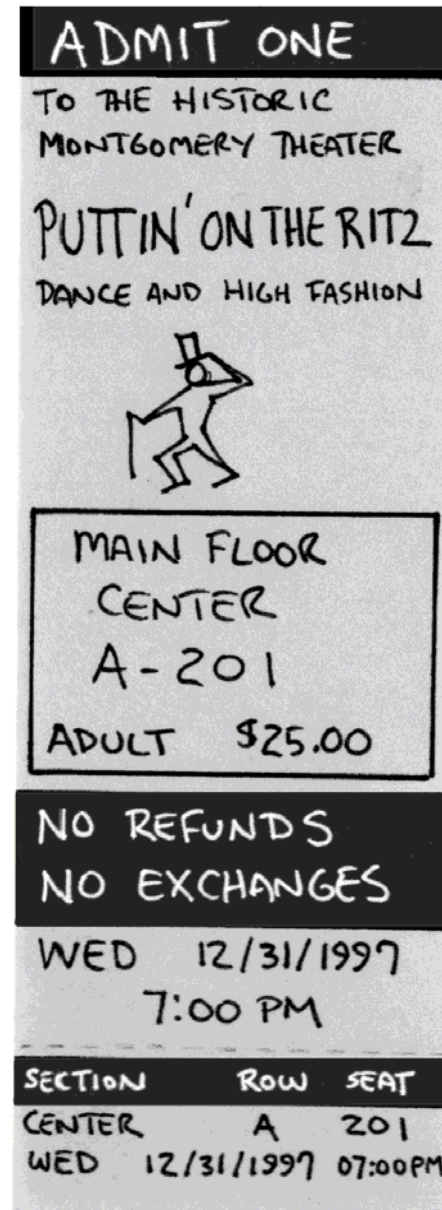 ADMIT ONE
TO THE HISTORIC
MONTGOMERY THEATER
PUTTIN' ON THE RITZ
DANCE AND HIGH FASHION
MAIN FLOOR
CENTER
A-201
ADULT $25.00
NO REFUNDS
NO EXCHANGES
WED 12/31/1997
7:00 PM
SECTION ROW SEAT
CENTER A 201
WED 12/31/1997 07:00PM